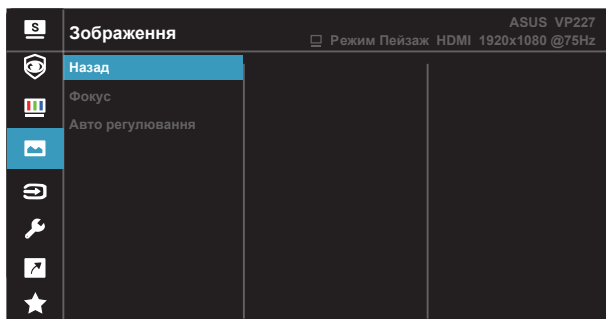 S
ASUS VP227
Зображення
Режим Пейзаж HDMI 1920x1080 @75Hz
Назад
Фокус
Авто регулювання